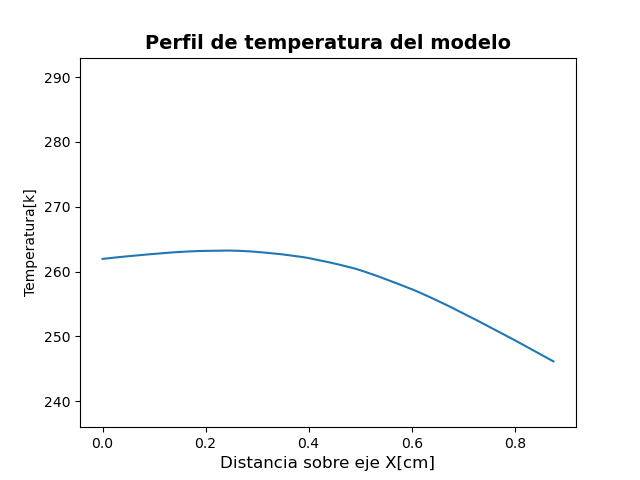 Perfil de temperatura del modelo
290
280
270
260
250
240
Temperatura[k]
0.0 0.2 0.4 0.6 0.8
Distancia sobre eje X[cm]